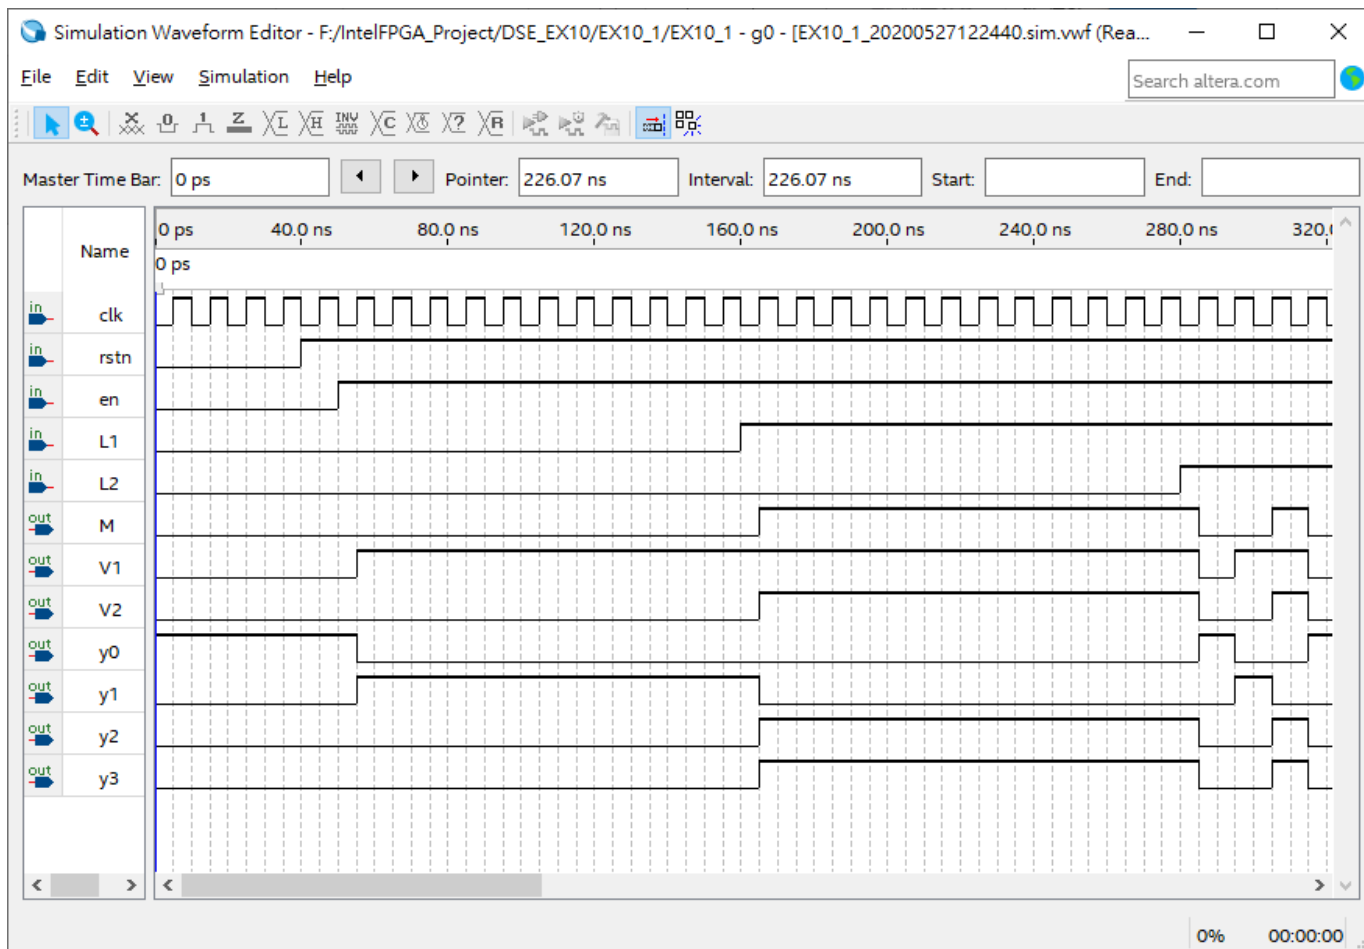 Simulation Waveform Editor - F:/IntelFPGA_Project/DSE_EX10/EX10_1/EX10_1 - g0 - [EX10_1_20200527122440.sim.vwf (Rea...
File Edit View Simulation Help Search altera.com
0 1 Z L H INV C ? R
Master Time Bar: 0 ps Pointer: 226.07 ns Interval: 226.07 ns Start: End:
Name 0 ps 40.0 ns 80.0 ns 120.0 ns 160.0 ns 200.0 ns 240.0 ns 280.0 ns 320.
0 ps
in clk
in rstn
in en
in L1
in L2
out M
out V1
out V2
out y0
out y1
out y2
out y3
0% 00:00:00